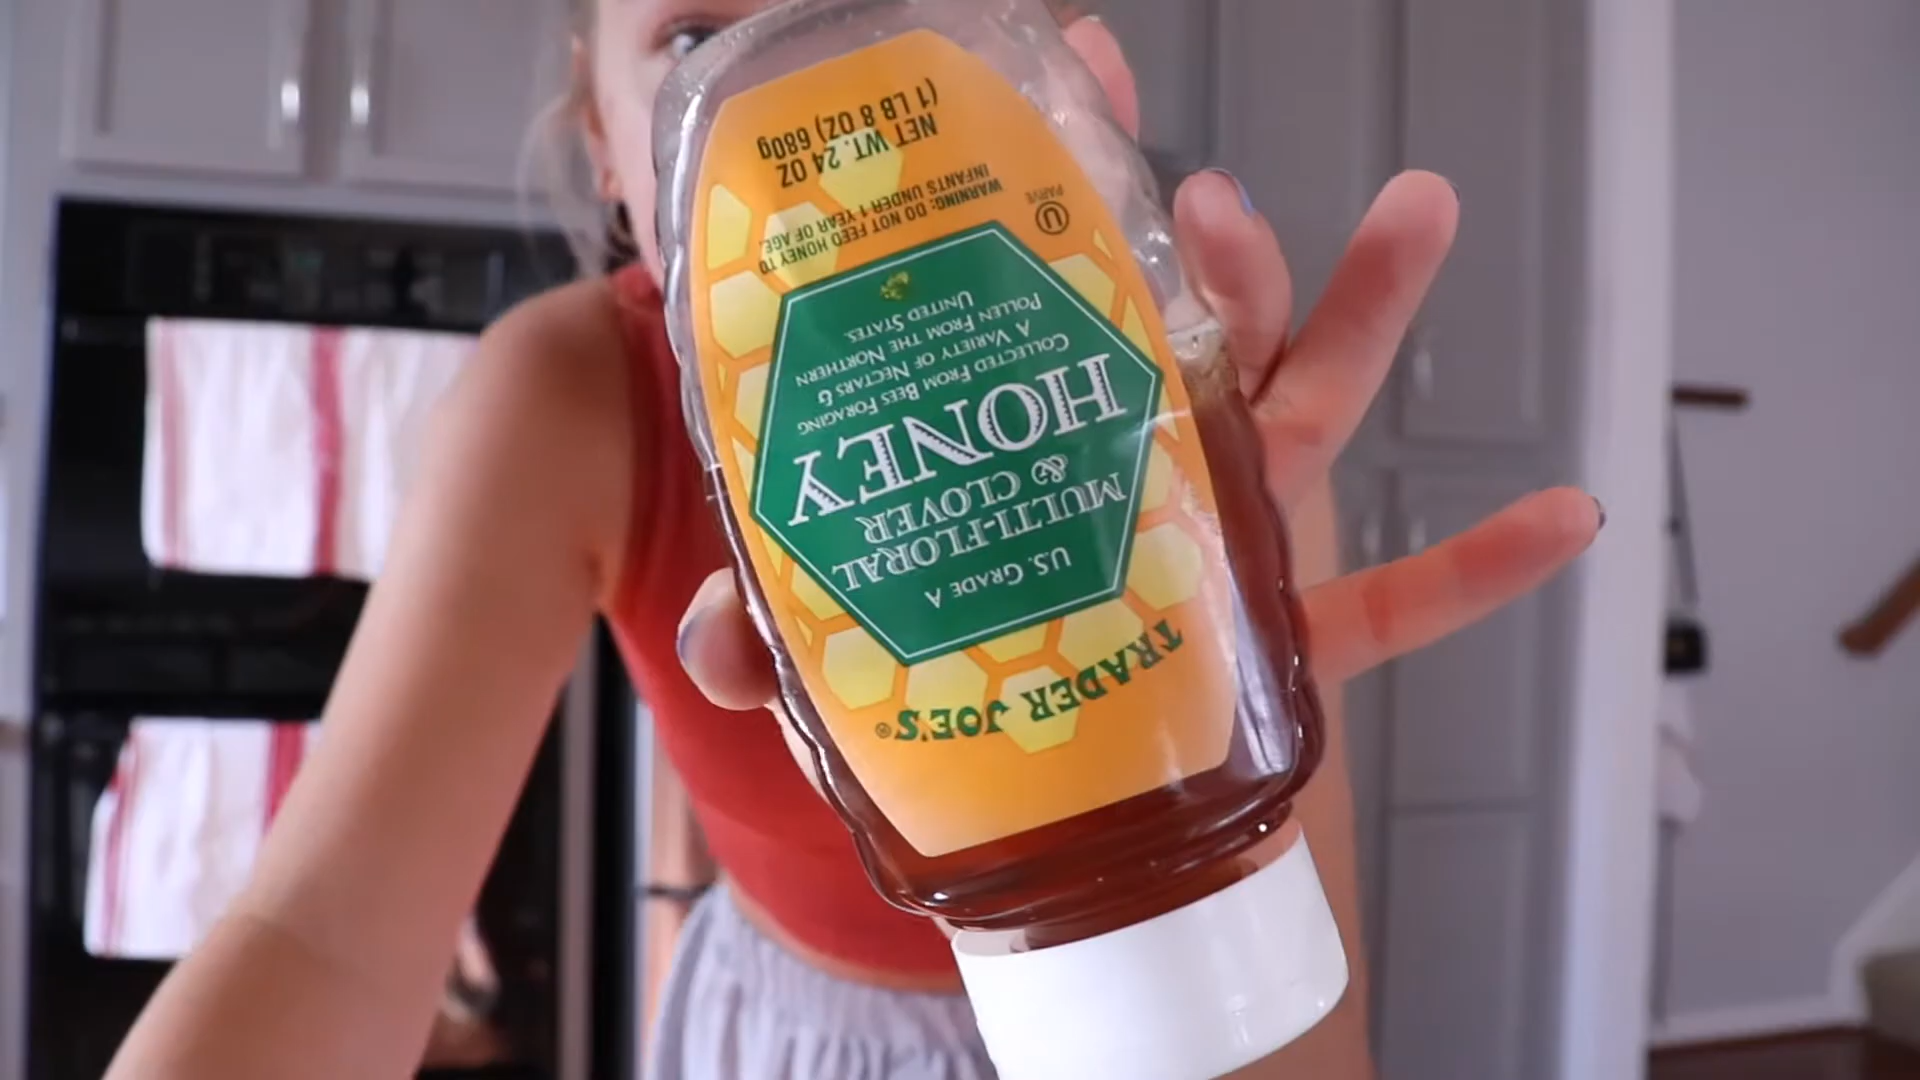 TRADER JOE'S®
U.S. GRADE A
MULTI-FLORAL
& CLOVER
HONEY
COLLECTED FROM BEES FORAGING
A VARIETY OF NECTARS &
POLLEN FROM THE NORTHERN
UNITED STATES.
WARNING: DO NOT FEED HONEY TO
INFANTS UNDER 1 YEAR OF AGE.
U
PARVE
NET WT. 24 OZ
(1 LB 8 OZ) 680g